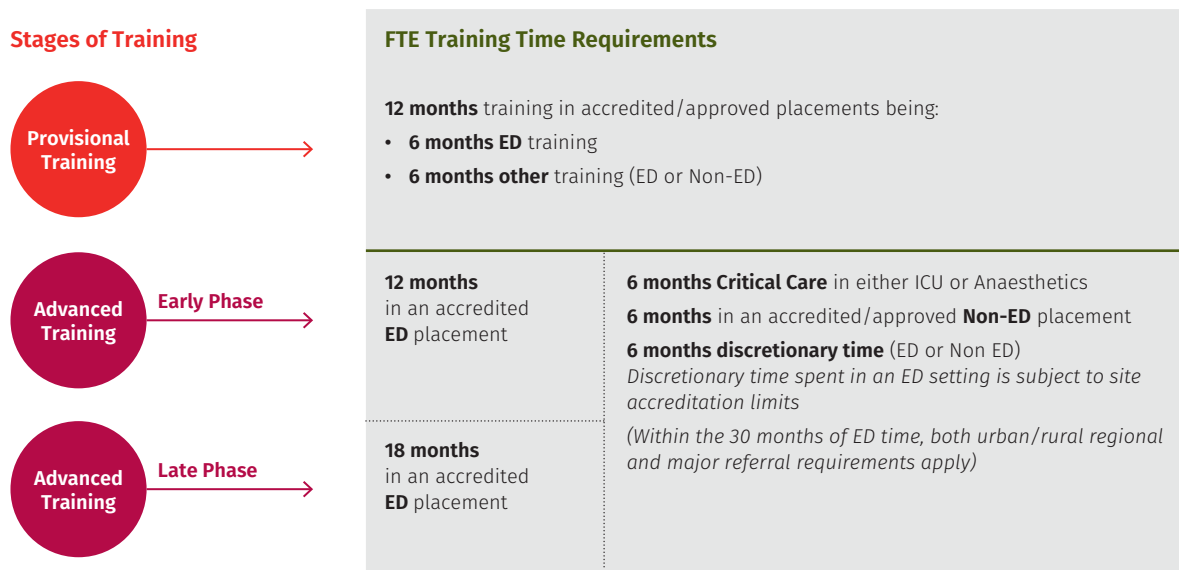 Stages of Training
FTE Training Time Requirements
Provisional
Training
12 months training in accredited/approved placements being:
• 6 months ED training
• 6 months other training (ED or Non-ED)
Advanced
Training
Early Phase
12 months
in an accredited
ED placement
6 months Critical Care in either ICU or Anaesthetics
6 months in an accredited/approved Non-ED placement
6 months discretionary time (ED or Non ED)
Discretionary time spent in an ED setting is subject to site
accreditation limits
(Within the 30 months of ED time, both urban/rural regional
and major referral requirements apply)
Advanced
Training
Late Phase
18 months
in an accredited
ED placement